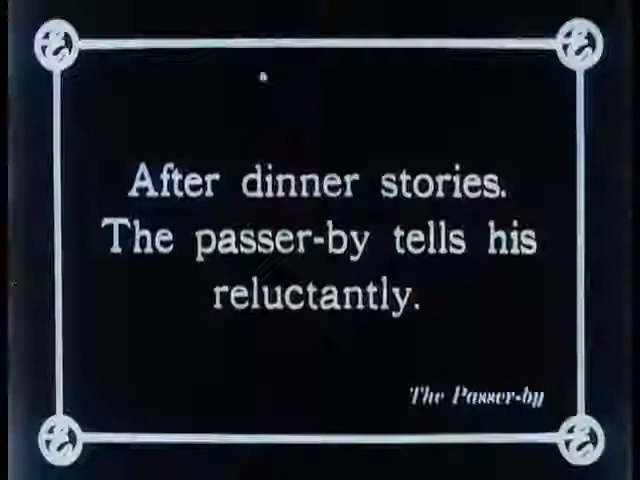 After dinner stories.
The passer-by tells his
reluctantly.
The Passer-by